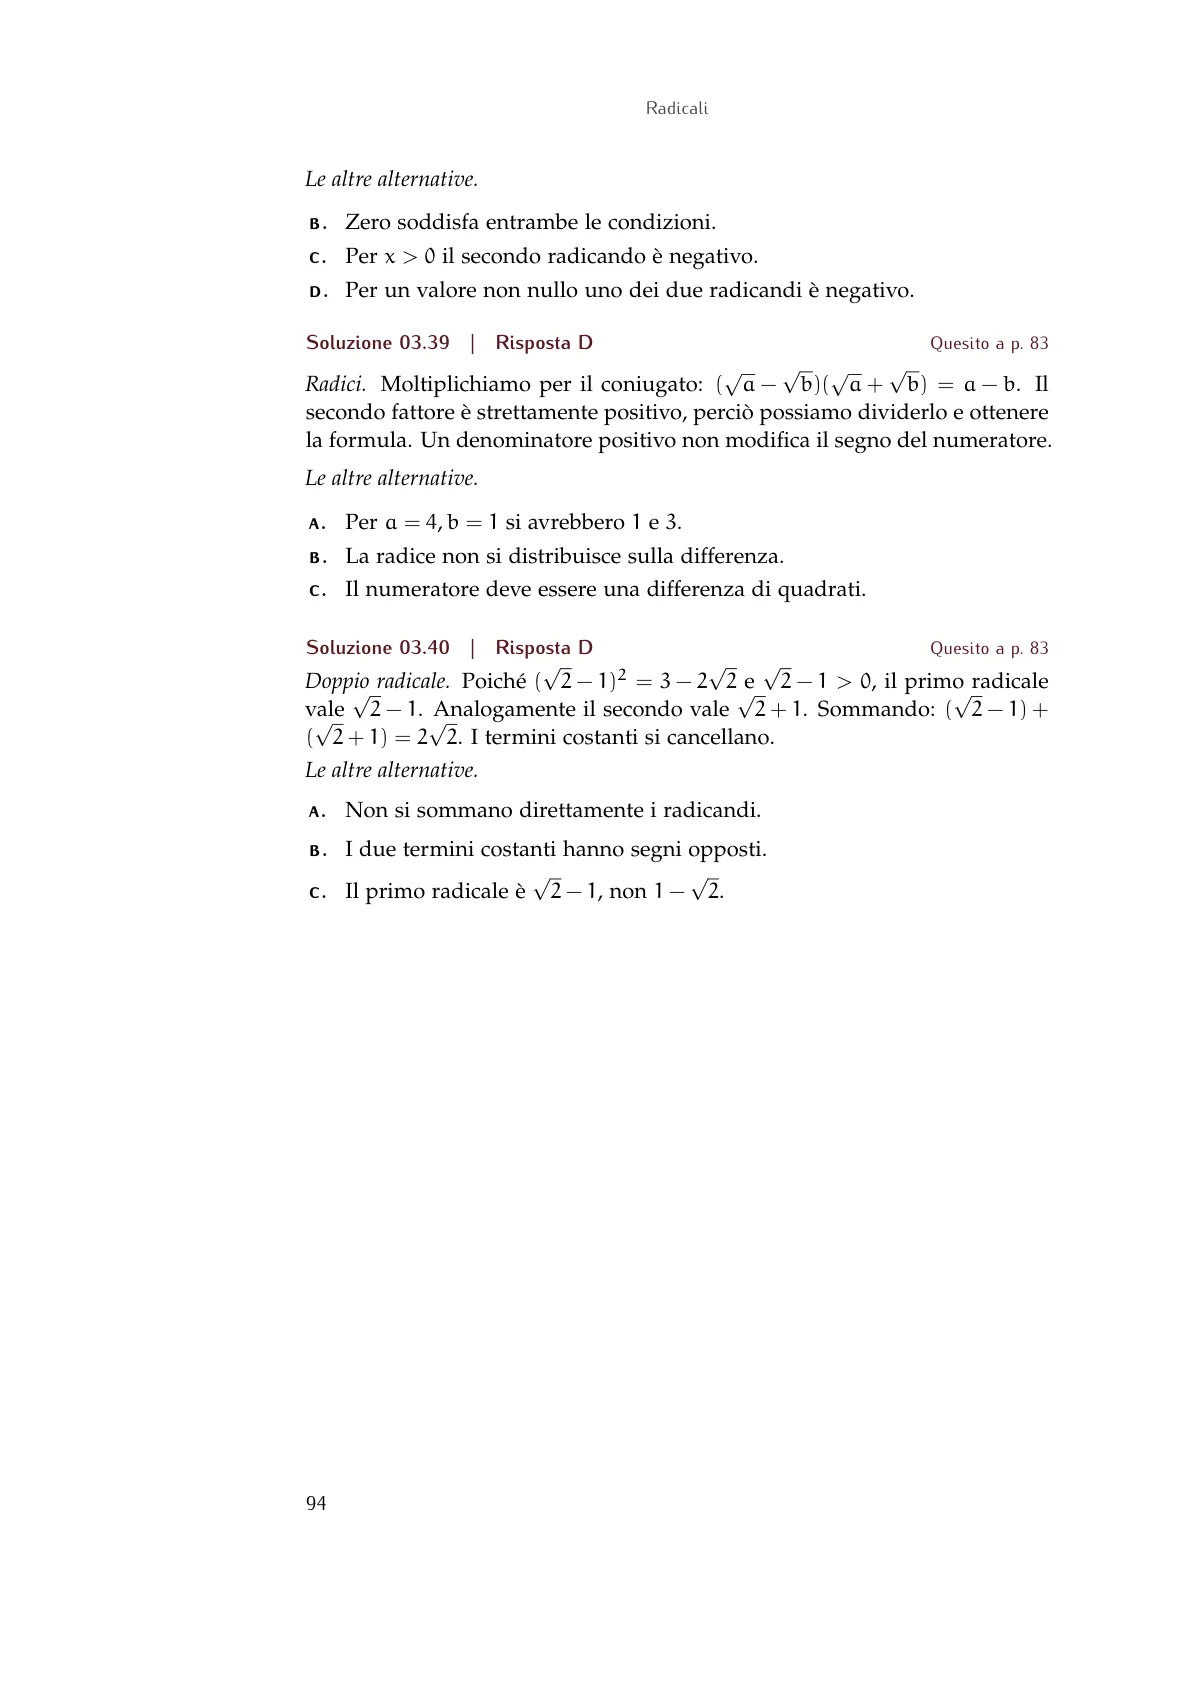 Radicali
Le altre alternative.
B. Zero soddisfa entrambe le condizioni.
C. Per x > 0 il secondo radicando è negativo.
D. Per un valore non nullo uno dei due radicandi è negativo.
Soluzione 03.39 | Risposta D Quesito a p. 83
Radici. Moltiplichiamo per il coniugato: (√a − √b)(√a + √b) = a − b. Il
secondo fattore è strettamente positivo, perciò possiamo dividerlo e ottenere
la formula. Un denominatore positivo non modifica il segno del numeratore.
Le altre alternative.
A. Per a = 4, b = 1 si avrebbero 1 e 3.
B. La radice non si distribuisce sulla differenza.
C. Il numeratore deve essere una differenza di quadrati.
Soluzione 03.40 | Risposta D Quesito a p. 83
Doppio radicale. Poiché (√2 − 1)² = 3 − 2√2 e √2 − 1 > 0, il primo radicale
vale √2 − 1. Analogamente il secondo vale √2 + 1. Sommando: (√2 − 1) +
(√2 + 1) = 2√2. I termini costanti si cancellano.
Le altre alternative.
A. Non si sommano direttamente i radicandi.
B. I due termini costanti hanno segni opposti.
C. Il primo radicale è √2 − 1, non 1 − √2.
94